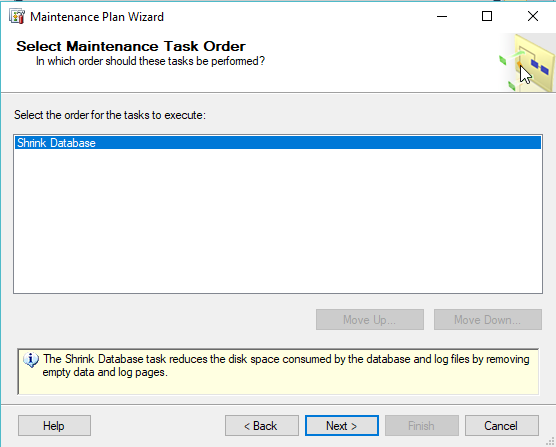 Maintenance Plan Wizard
Select Maintenance Task Order
In which order should these tasks be performed?
Select the order for the tasks to execute:
Shrink Database
Move Up...
Move Down...
The Shrink Database task reduces the disk space consumed by the database and log files by removing
empty data and log pages.
Help
< Back
Next >
Finish
Cancel